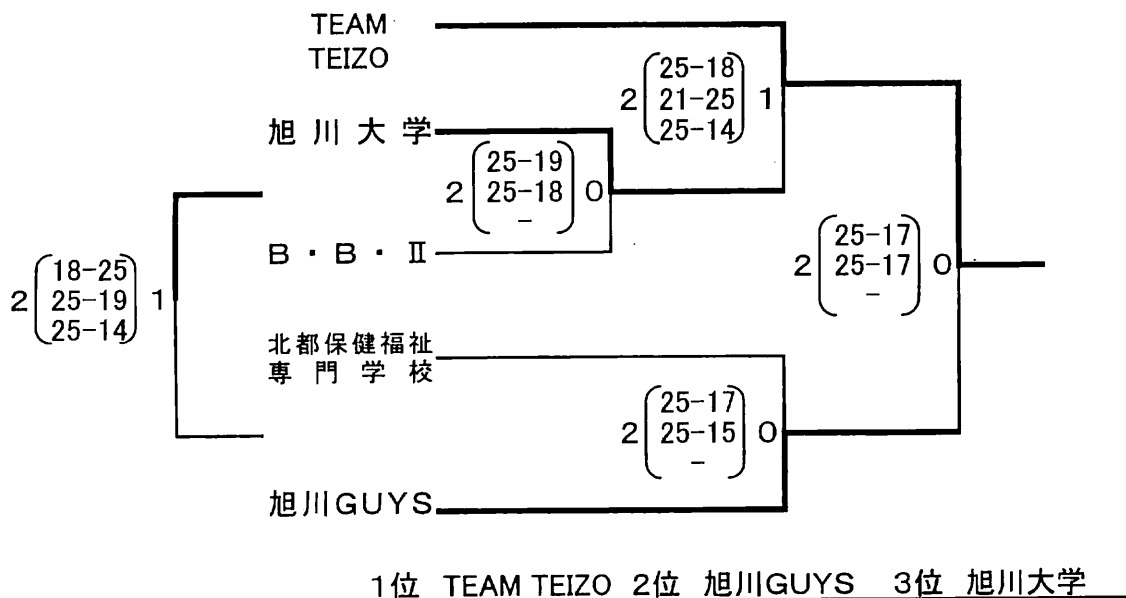 TEAM
TEIZO
2 25-18 1
21-25
25-14
旭川大学
2 25-19 0
25-18
-
B・B・Ⅱ
2 18-25 1
25-19
25-14
2 25-17 0
25-17
-
北都保健福祉
専門学校
2 25-17 0
25-15
-
旭川GUYS
1位 TEAM TEIZO 2位 旭川GUYS 3位 旭川大学